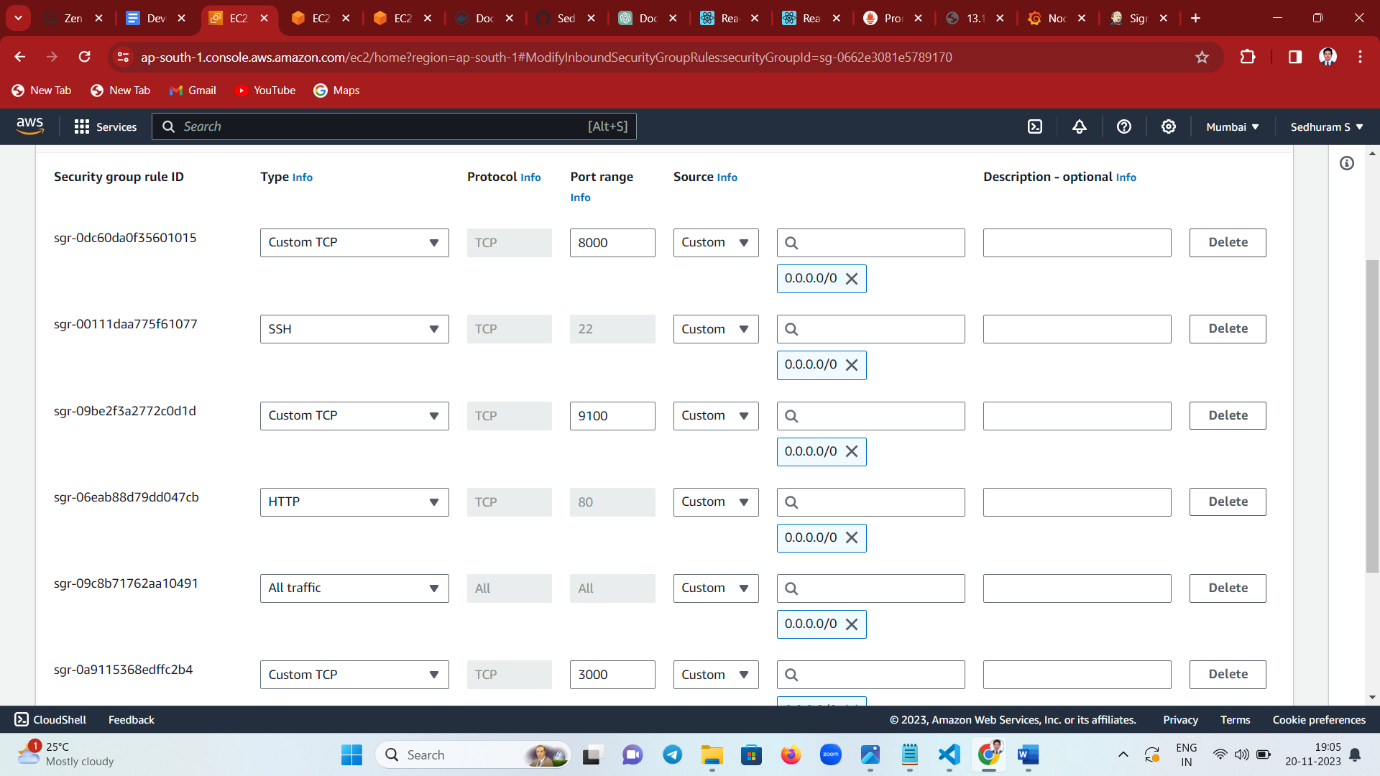 Zen
Dev
EC2
EC2
EC2
Doc
Sed
Doc
Rea
Rea
Pro
13.1
Noc
Sign
ap-south-1.console.aws.amazon.com/ec2/home?region=ap-south-1#ModifyInboundSecurityGroupRules:securityGroupId=sg-0662e3081e5789170
New Tab New Tab Gmail YouTube Maps
aws Services Search [Alt+S] Mumbai Sedhuram S
Security group rule ID Type Info Protocol Info Port range Source Info Description - optional Info
Info
sgr-0dc60da0f35601015 Custom TCP TCP 8000 Custom Delete
0.0.0.0/0
sgr-00111daa775f61077 SSH TCP 22 Custom Delete
0.0.0.0/0
sgr-09be2f3a2772c0d1d Custom TCP TCP 9100 Custom Delete
0.0.0.0/0
sgr-06eab88d79dd047cb HTTP TCP 80 Custom Delete
0.0.0.0/0
sgr-09c8b71762aa10491 All traffic All All Custom Delete
0.0.0.0/0
sgr-0a9115368edffc2b4 Custom TCP TCP 3000 Custom Delete
CloudShell Feedback © 2023, Amazon Web Services, Inc. or its affiliates. Privacy Terms Cookie preferences
1 25°C
Mostly cloudy
Search
zoom
ENG
IN
19:05
20-11-2023